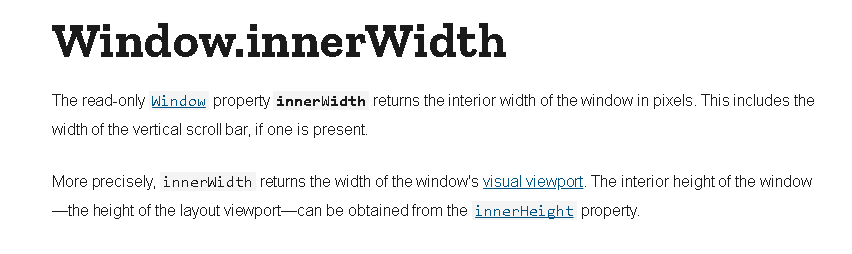 Window.innerWidth
The read-only Window property innerWidth returns the interior width of the window in pixels. This includes the
width of the vertical scroll bar, if one is present.
More precisely, innerWidth returns the width of the window's visual viewport. The interior height of the window
—the height of the layout viewport—can be obtained from the innerHeight property.